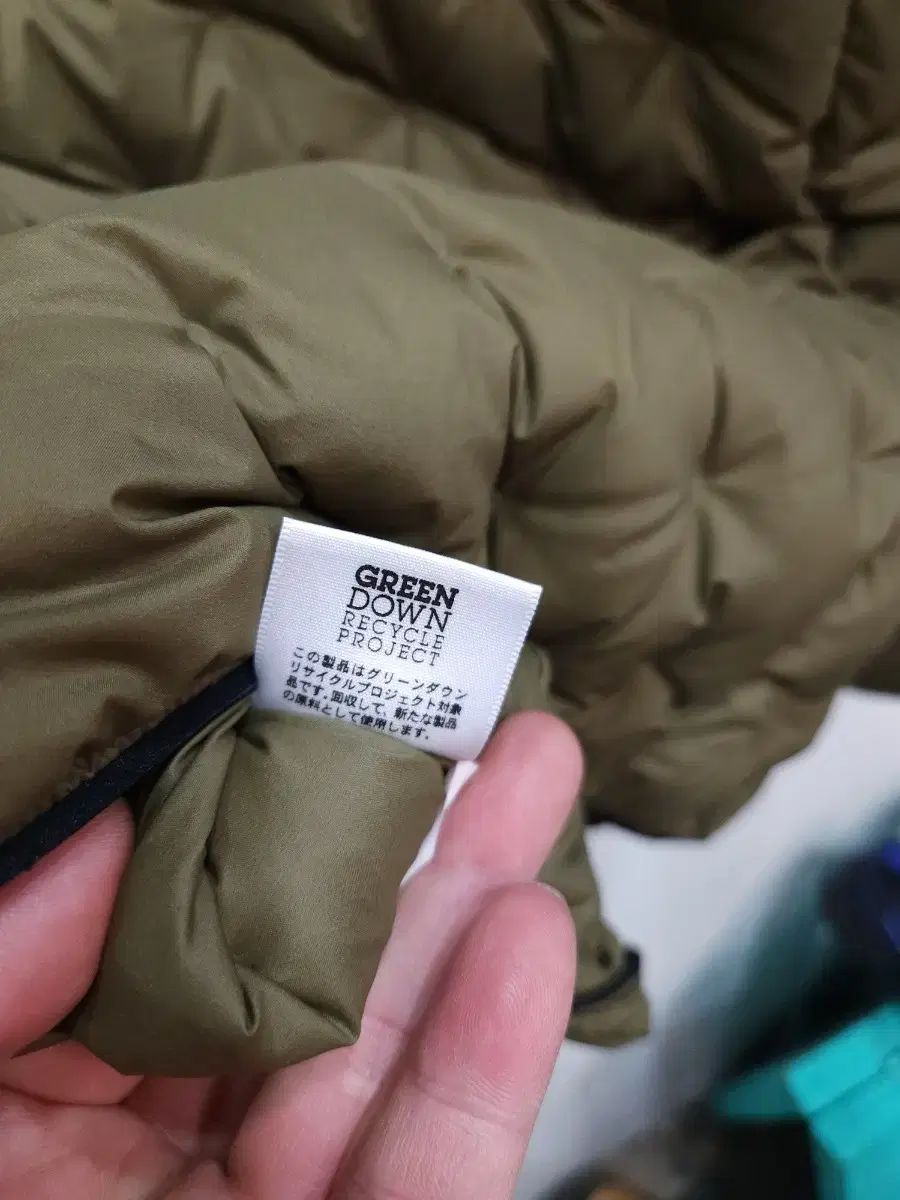 GREEN
DOWN
RECYCLE
PROJECT
この製品はグリーンダウン
リサイクルプロジェクト対象
品です。回収して、新たな製品
の原料として使用します。